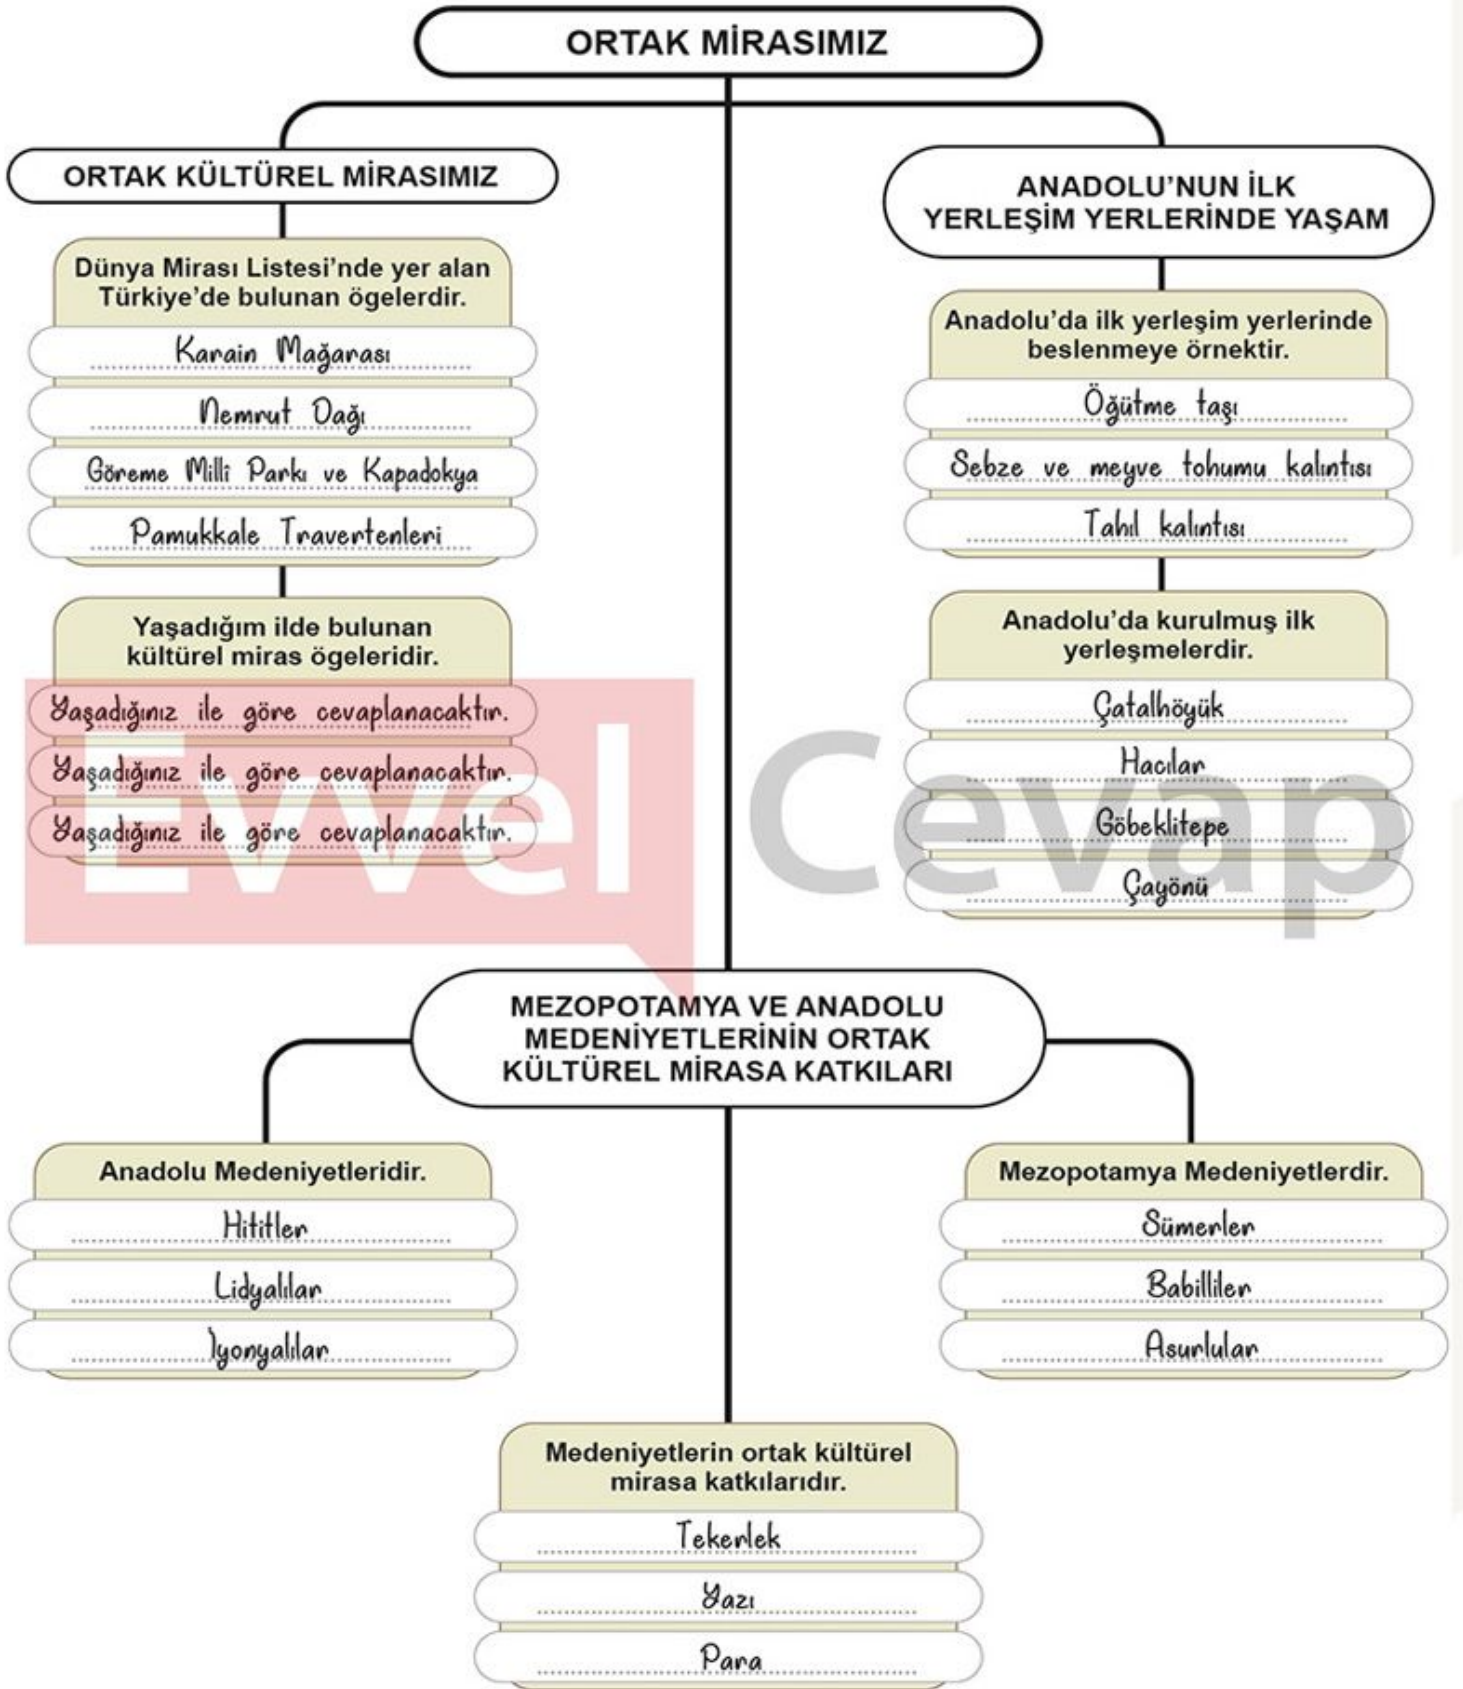 ORTAK MİRASIMIZ
ORTAK KÜLTÜREL MİRASIMIZ
Dünya Mirası Listesi’nde yer alan
Türkiye’de bulunan ögelerdir.
Karain Mağarası
Nemrut Dağı
Göreme Millî Parkı ve Kapadokya
Pamukkale Travertenleri
Yaşadığım ilde bulunan
kültürel miras ögeleridir.
Yaşadığınız ile göre cevaplanacaktır.
Yaşadığınız ile göre cevaplanacaktır.
Yaşadığınız ile göre cevaplanacaktır.
ANADOLU’NUN İLK
YERLEŞİM YERLERİNDE YAŞAM
Anadolu’da ilk yerleşim yerlerinde
beslenmeye örnektir.
Öğütme taşı
Sebze ve meyve tohumu kalıntısı
Tahıl kalıntısı
Anadolu’da kurulmuş ilk
yerleşmelerdir.
Çatalhöyük
Hacılar
Göbeklitepe
Çayönü
Evvel Cevap
MEZOPOTAMYA VE ANADOLU
MEDENİYETLERİNİN ORTAK
KÜLTÜREL MİRASA KATKILARI
Anadolu Medeniyetleridir.
Hititler
Lidyalılar
İyonyalılar
Mezopotamya Medeniyetlerdir.
Sümerler
Babilliler
Asurlular
Medeniyetlerin ortak kültürel
mirasa katkılarıdır.
Tekerlek
Yazı
Para